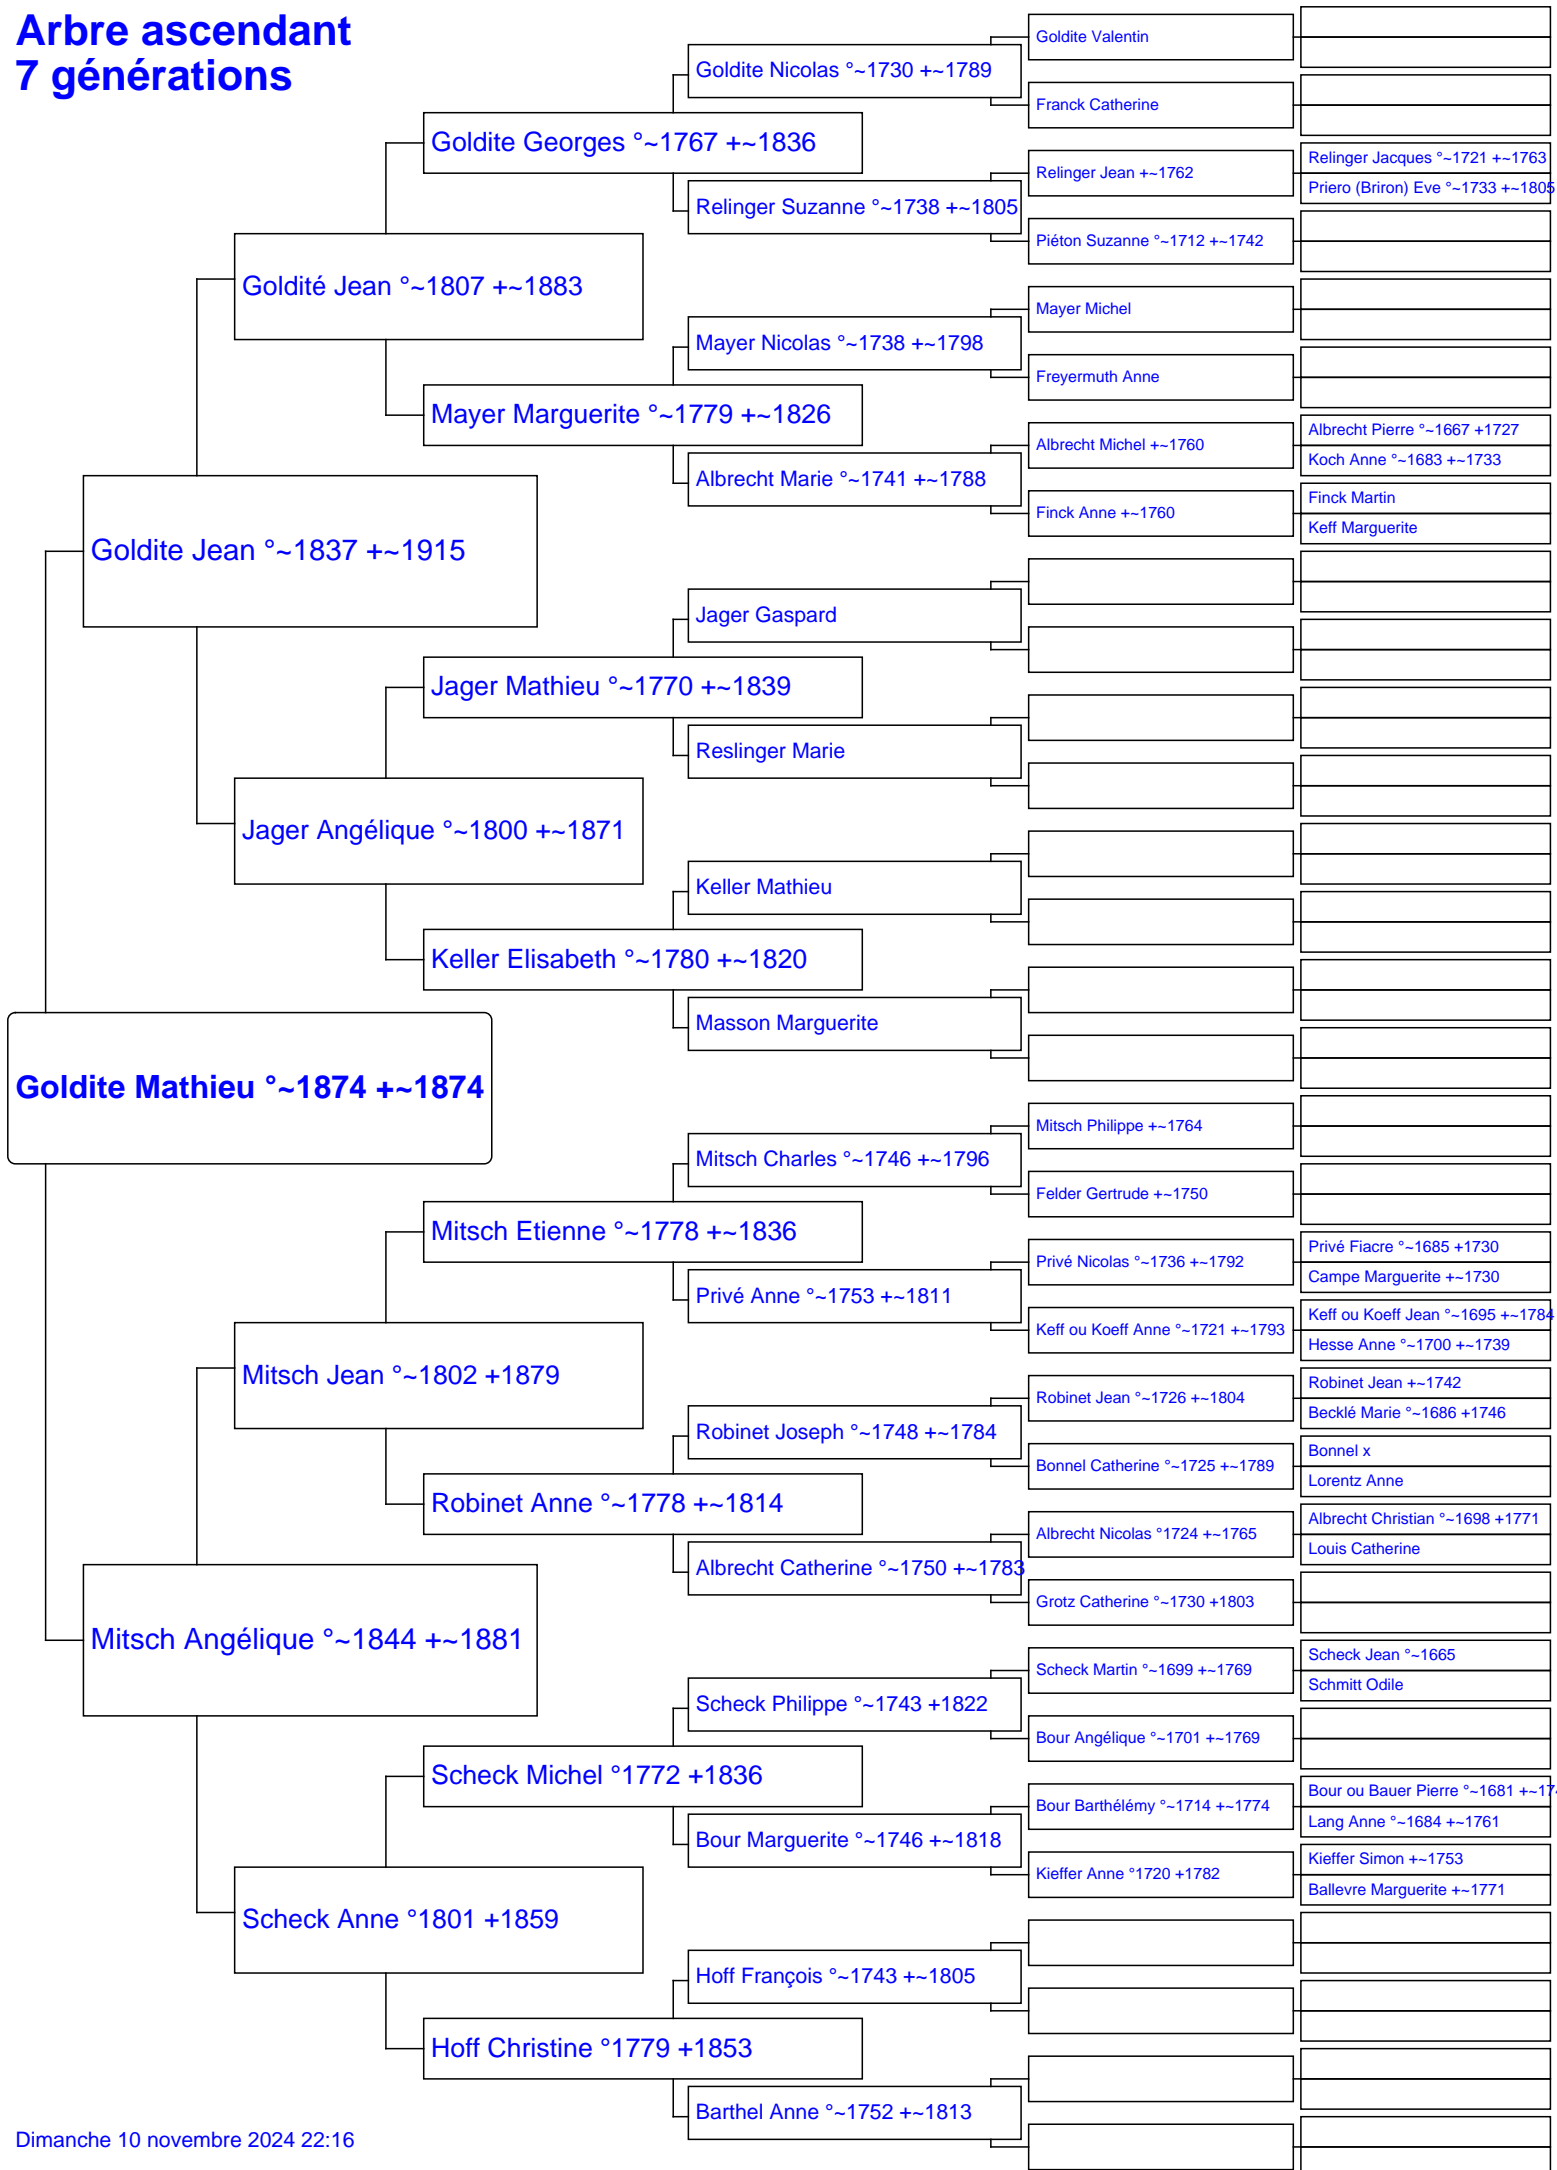 Arbre ascendant
7 générations
Goldite Valentin
Goldite Nicolas °~1730 +~1789
Franck Catherine
Goldite Georges °~1767 +~1836
Relinger Jacques °~1721 +~1763
Relinger Jean +~1762
Priero (Briron) Eve °~1733 +~1805
Relinger Suzanne °~1738 +~1805
Piéton Suzanne °~1712 +~1742
Goldité Jean °~1807 +~1883
Mayer Michel
Mayer Nicolas °~1738 +~1798
Freyermuth Anne
Mayer Marguerite °~1779 +~1826
Albrecht Pierre °~1667 +1727
Albrecht Michel +~1760
Koch Anne °~1683 +~1733
Albrecht Marie °~1741 +~1788
Finck Martin
Finck Anne +~1760
Keff Marguerite
Goldite Jean °~1837 +~1915
Jager Gaspard
Jager Mathieu °~1770 +~1839
Reslinger Marie
Jager Angélique °~1800 +~1871
Keller Mathieu
Keller Elisabeth °~1780 +~1820
Masson Marguerite
Goldite Mathieu °~1874 +~1874
Mitsch Philippe +~1764
Mitsch Charles °~1746 +~1796
Felder Gertrude +~1750
Mitsch Etienne °~1778 +~1836
Privé Fiacre °~1685 +1730
Privé Nicolas °~1736 +~1792
Campe Marguerite +~1730
Privé Anne °~1753 +~1811
Keff ou Koeff Jean °~1695 +~1784
Keff ou Koeff Anne °~1721 +~1793
Hesse Anne °~1700 +~1739
Mitsch Jean °~1802 +1879
Robinet Jean +~1742
Robinet Jean °~1726 +~1804
Becklé Marie °~1686 +1746
Robinet Joseph °~1748 +~1784
Bonnel x
Bonnel Catherine °~1725 +~1789
Lorentz Anne
Robinet Anne °~1778 +~1814
Albrecht Christian °~1698 +1771
Albrecht Nicolas °1724 +~1765
Louis Catherine
Albrecht Catherine °~1750 +~1783
Grotz Catherine °~1730 +1803
Mitsch Angélique °~1844 +~1881
Scheck Jean °~1665
Scheck Martin °~1699 +~1769
Schmitt Odile
Scheck Philippe °~1743 +1822
Bour Angélique °~1701 +~1769
Scheck Michel °1772 +1836
Bour ou Bauer Pierre °~1681
Bour Barthélémy °~1714 +~1774
Lang Anne °~1684 +~1761
Bour Marguerite °~1746 +~1818
Kieffer Simon +~1753
Kieffer Anne °1720 +1782
Ballevre Marguerite +~1771
Scheck Anne °1801 +1859
Hoff François °~1743 +~1805
Hoff Christine °1779 +1853
Barthel Anne °~1752 +~1813
Dimanche 10 novembre 2024 22:16